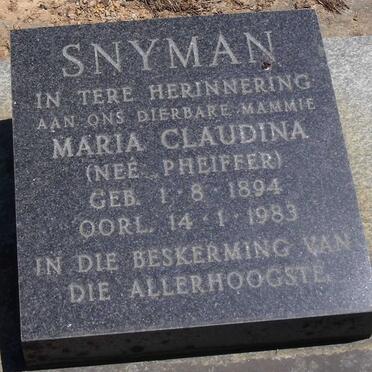 SNYMAN
IN TERE HERINNERING
AAN ONS DIERBARE MAMMIE
MARIA CLAUDINA
(NEÉ PHEIFFER)
GEB. 1·8·1894
OORL. 14·1·1983
IN DIE BESKERMING VAN
DIE ALLERHOOGSTE.